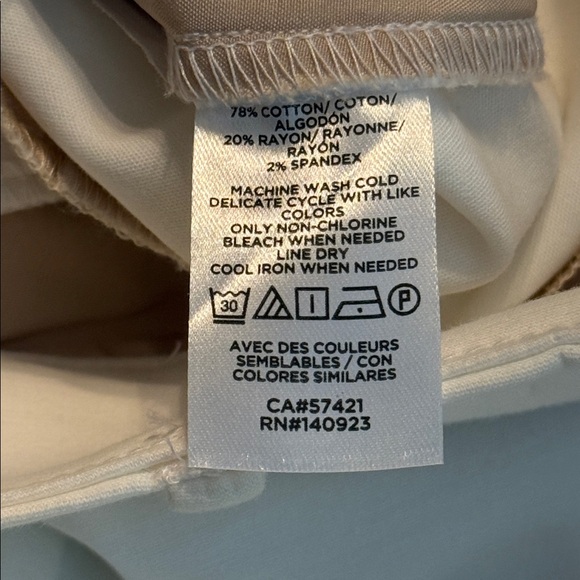 78% COTTON/ COTON/
ALGODÓN
20% RAYON/ RAYONNE/
RAYÓN
2% SPANDEX
MACHINE WASH COLD
DELICATE CYCLE WITH LIKE
COLORS
ONLY NON-CHLORINE
BLEACH WHEN NEEDED
LINE DRY
COOL IRON WHEN NEEDED
30 P
AVEC DES COULEURS
SEMBLABLES / CON
COLORES SIMILARES
CA#57421
RN#140923